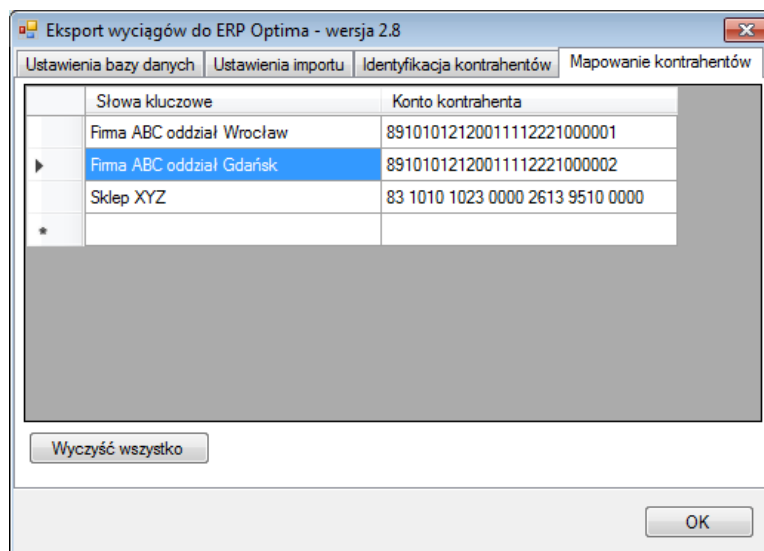 Eksport wyciągów do ERP Optima - wersja 2.8
Ustawienia bazy danych Ustawienia importu Identyfikacja kontrahentów Mapowanie kontrahentów
Słowa kluczowe Konto kontrahenta
Firma ABC oddział Wrocław 89101012120011112221000001
Firma ABC oddział Gdańsk 89101012120011112221000002
Sklep XYZ 83 1010 1023 0000 2613 9510 0000
*
Wyczyść wszystko
OK